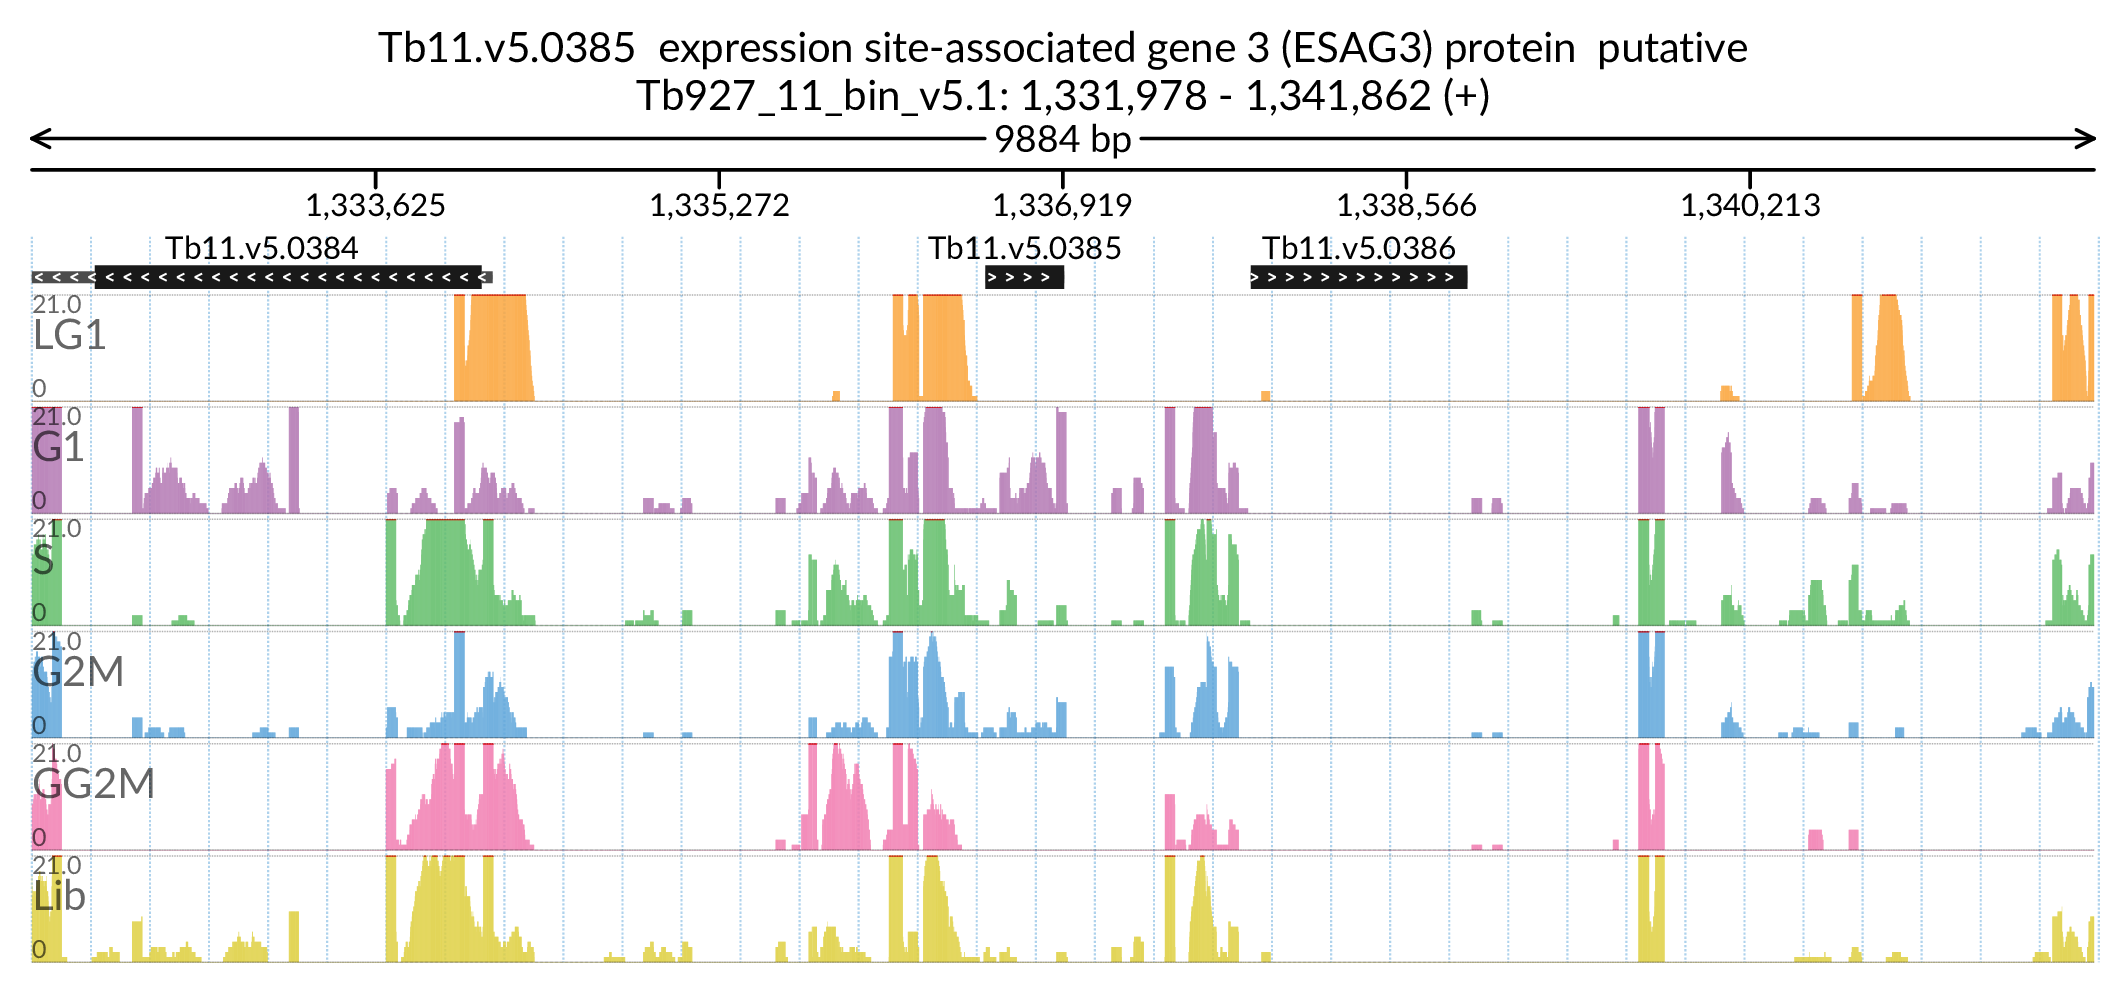 Tb11.v5.0385  expression site-associated gene 3 (ESAG3) protein  putative
Tb927_11_bin_v5.1: 1,331,978 - 1,341,862 (+)
9884 bp
1,333,625 1,335,272 1,336,919 1,338,566 1,340,213
Tb11.v5.0384 Tb11.v5.0385 Tb11.v5.0386
21.0
LG1
0
21.0
G1
0
21.0
S
0
21.0
G2M
0
21.0
GG2M
0
21.0
Lib
0